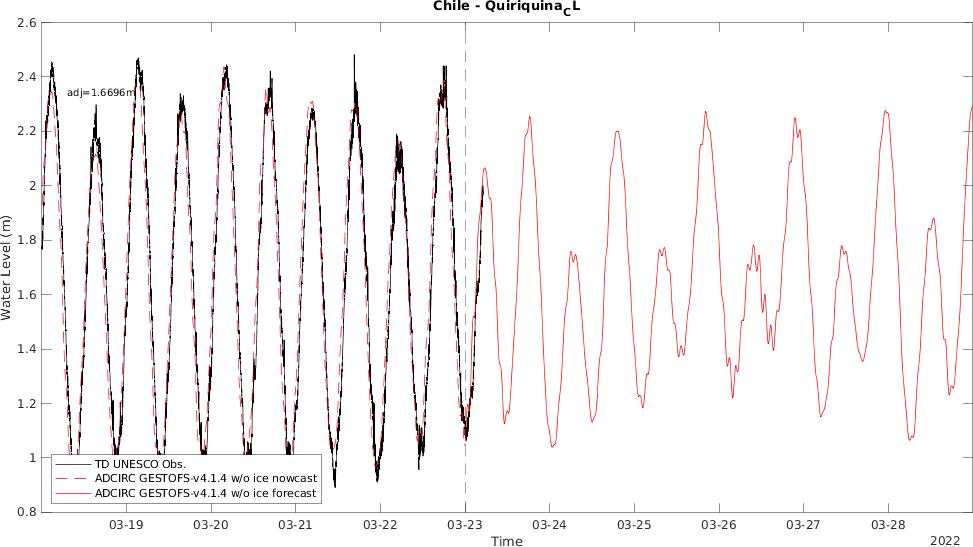 Chile - Quiriquina_CL
2.6
2.4
2.2
2
1.8
1.6
1.4
1.2
1
0.8
Water Level (m)
adj=1.6696m
TD UNESCO Obs.
ADCIRC GESTOFS-v4.1.4 w/o ice nowcast
ADCIRC GESTOFS-v4.1.4 w/o ice forecast
03-19 03-20 03-21 03-22 03-23 03-24 03-25 03-26 03-27 03-28
Time
2022